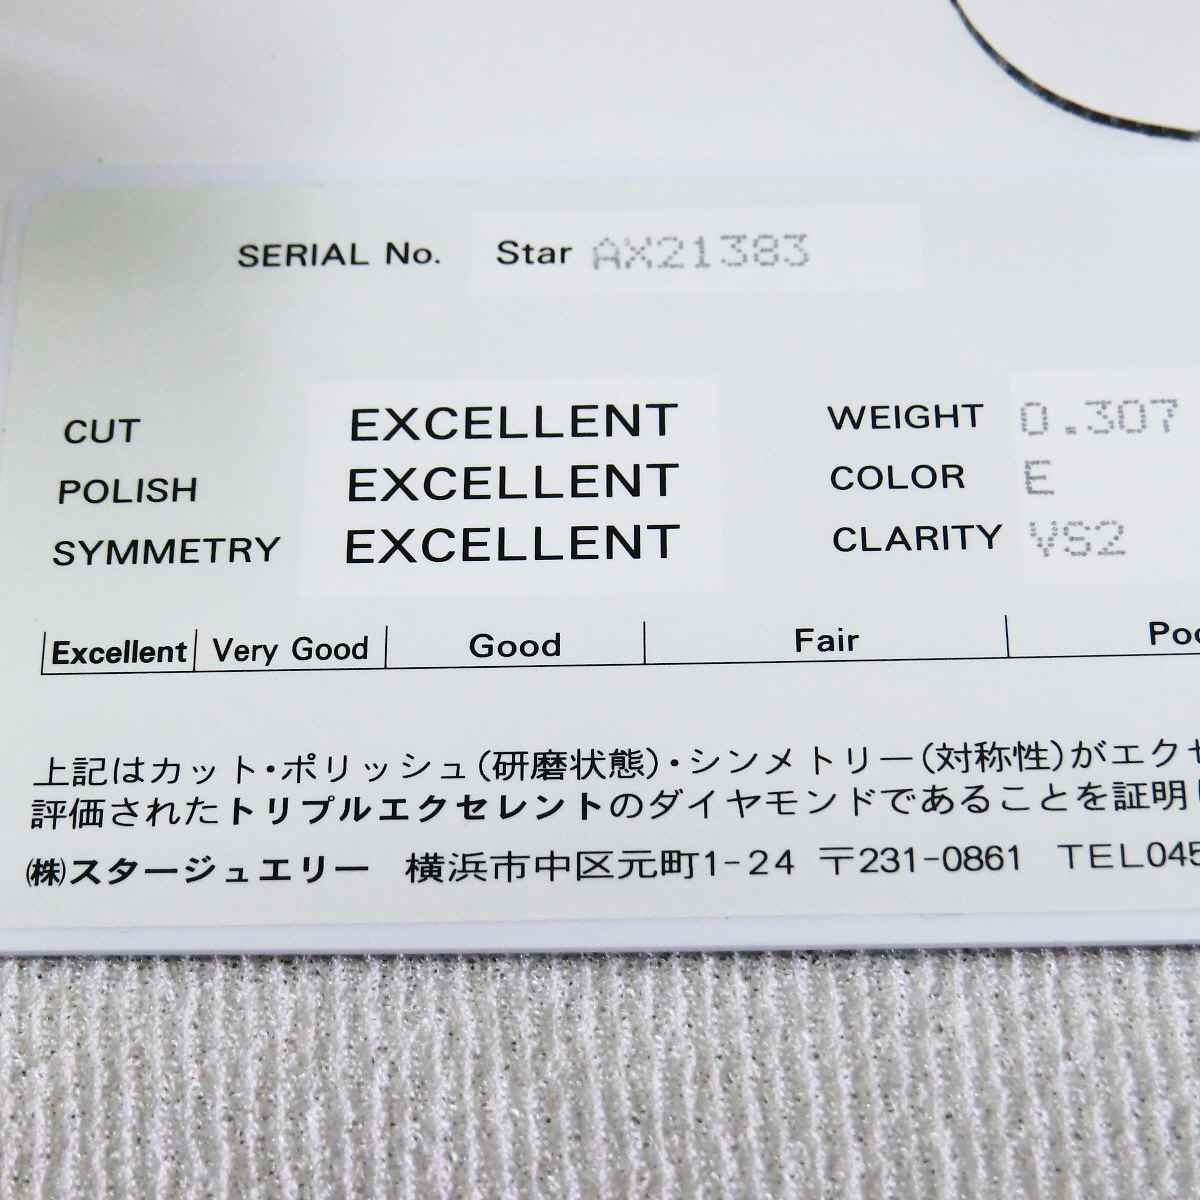 SERIAL No. Star AX21383
CUT EXCELLENT WEIGHT 0.307
POLISH EXCELLENT COLOR E
SYMMETRY EXCELLENT CLARITY VS2
Excellent Very Good Good Fair Poo
上記はカット・ポリッシュ(研磨状態)・シンメトリー(対称性)がエクセ
評価されたトリプルエクセレントのダイヤモンドであることを証明し
㈱スタージュエリー 横浜市中区元町1-24 〒231-0861 TEL045